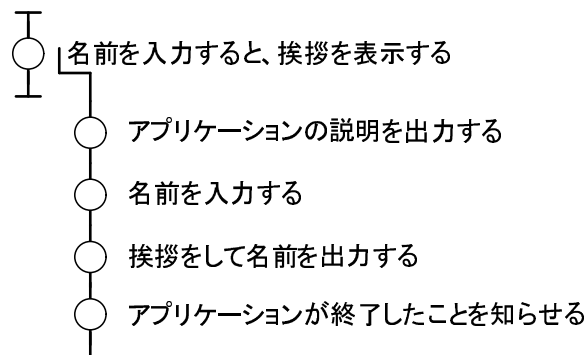 名前を入力すると、挨拶を表示する
アプリケーションの説明を出力する
名前を入力する
挨拶をして名前を出力する
アプリケーションが終了したことを知らせる